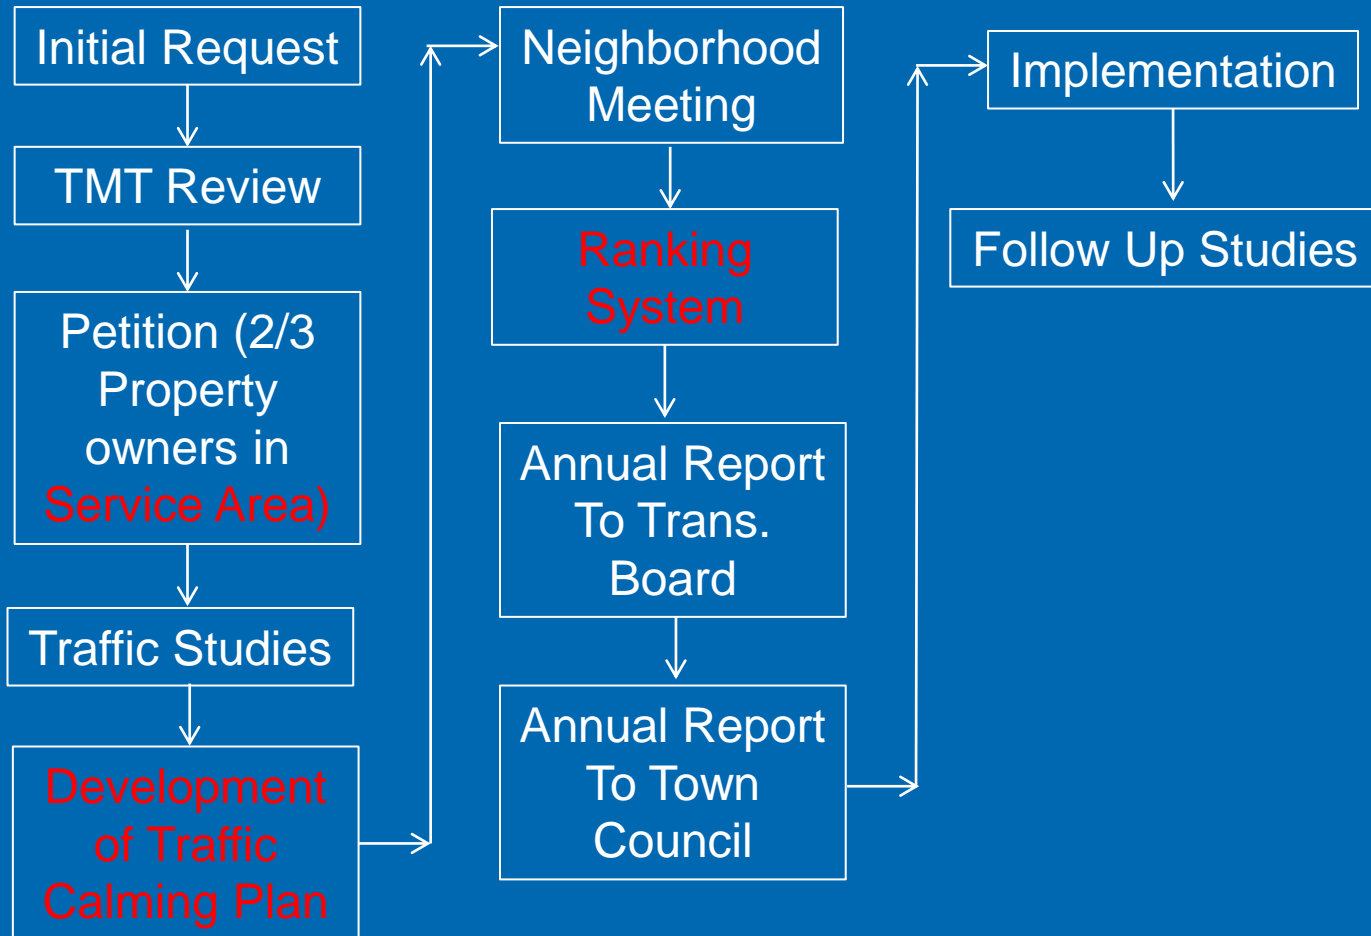 Initial Request
TMT Review
Petition (2/3
Property
owners in
Service Area)
Traffic Studies
Development
of Traffic
Calming Plan
Neighborhood
Meeting
Ranking
System
Annual Report
To Trans.
Board
Annual Report
To Town
Council
Implementation
Follow Up Studies